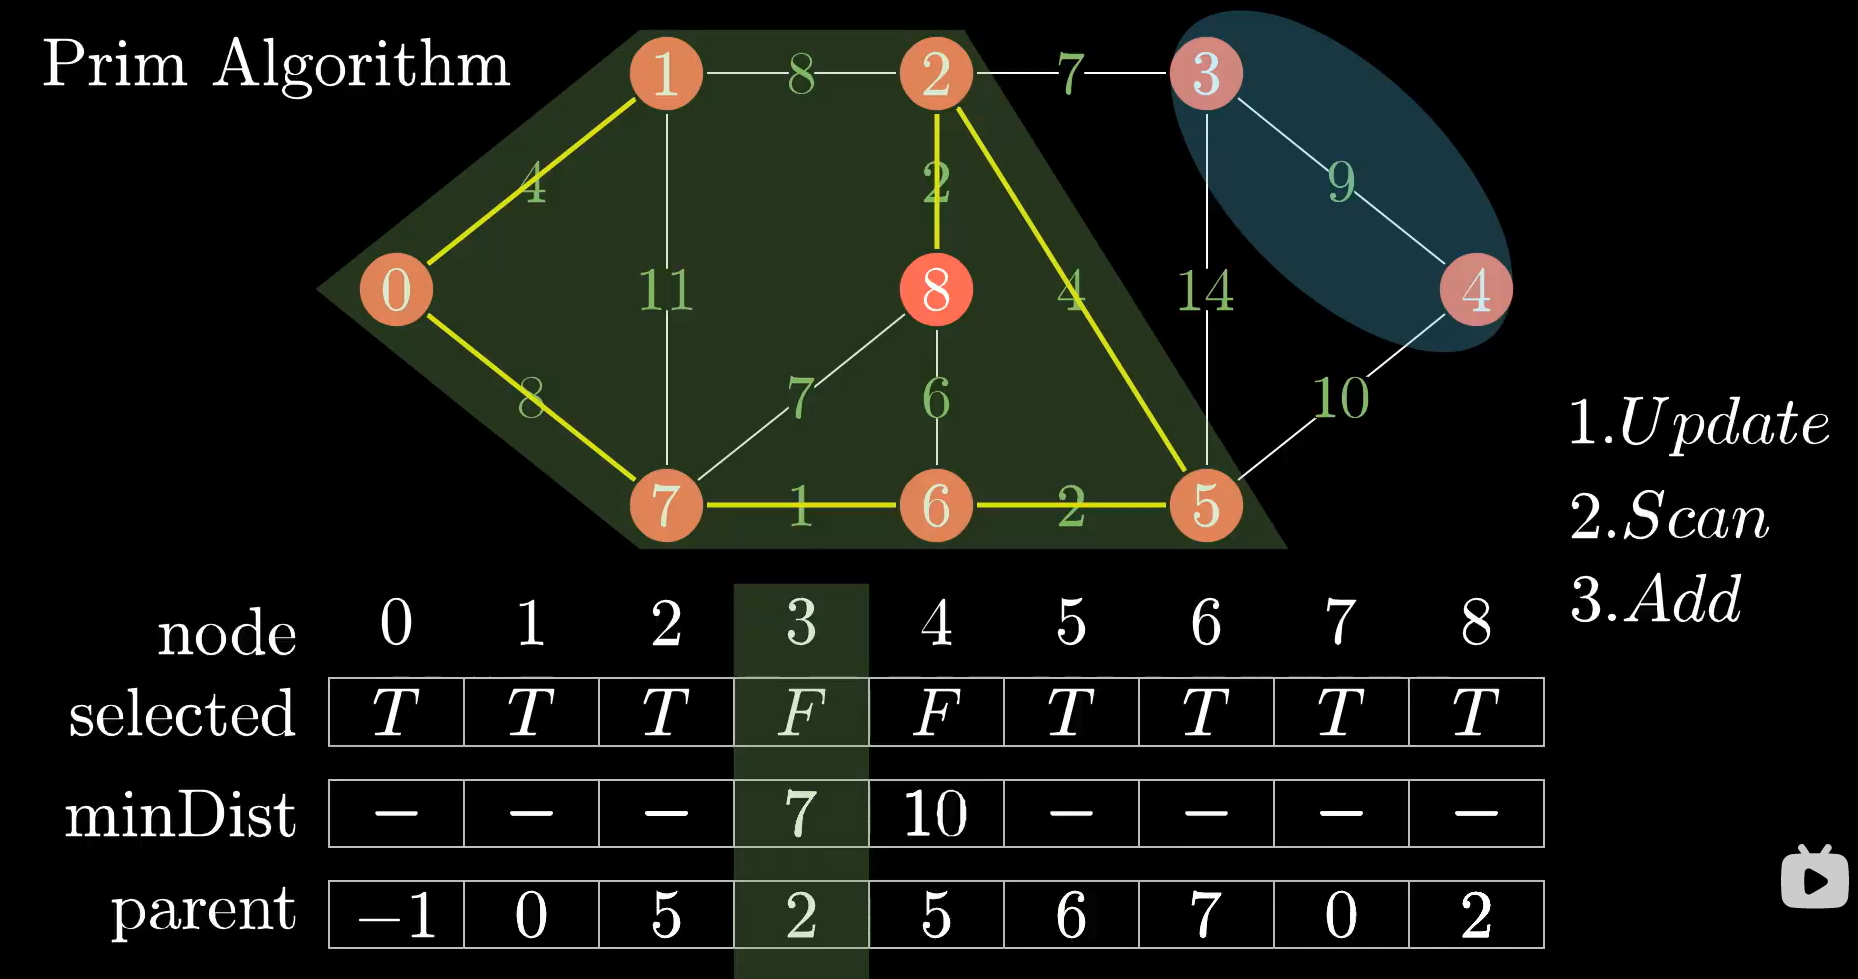 Prim Algorithm
1 8 2 7 3
4 2 9
0 11 8 4 14 4
8 7 6 10
7 1 6 2 5
1.Update
2.Scan
3.Add
node 0 1 2 3 4 5 6 7 8
selected T T T F F T T T T
minDist − − − 7 10 − − − −
parent −1 0 5 2 5 6 7 0 2